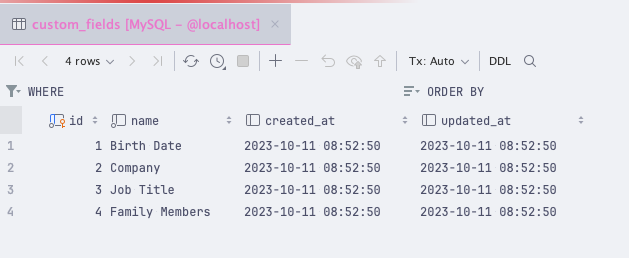 custom_fields [MySQL – @localhost] ×
4 rows Tx: Auto DDL
WHERE ORDER BY
id name created_at updated_at
1 1 Birth Date 2023-10-11 08:52:50 2023-10-11 08:52:50
2 2 Company 2023-10-11 08:52:50 2023-10-11 08:52:50
3 3 Job Title 2023-10-11 08:52:50 2023-10-11 08:52:50
4 4 Family Members 2023-10-11 08:52:50 2023-10-11 08:52:50